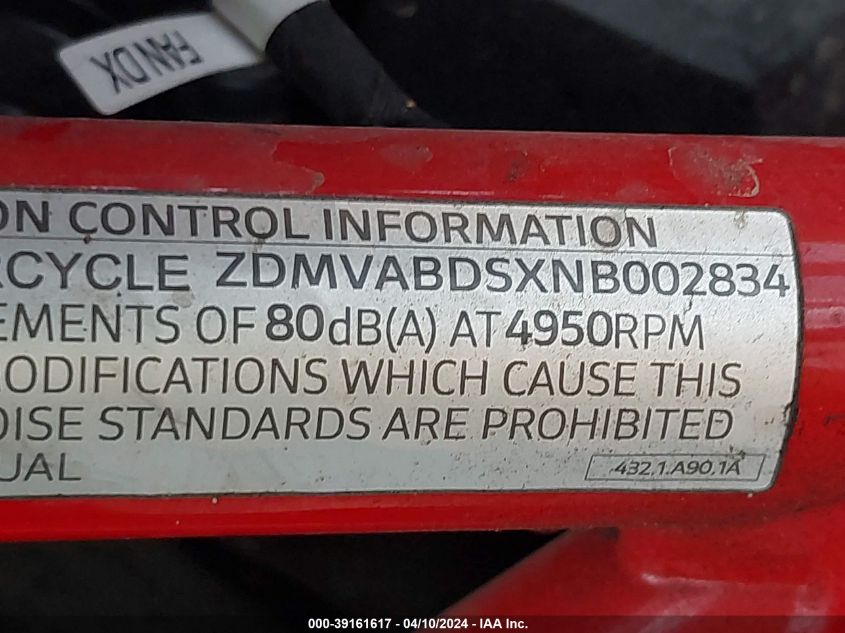 FAN DX
ON CONTROL INFORMATION
RCYCLE ZDMVABDSXNB002834
EMENTS OF 80dB(A) AT 4950RPM
ODIFICATIONS WHICH CAUSE THIS
OISE STANDARDS ARE PROHIBITED
UAL
432.1.A90.1A
000-39161617 - 04/10/2024 - IAA Inc.